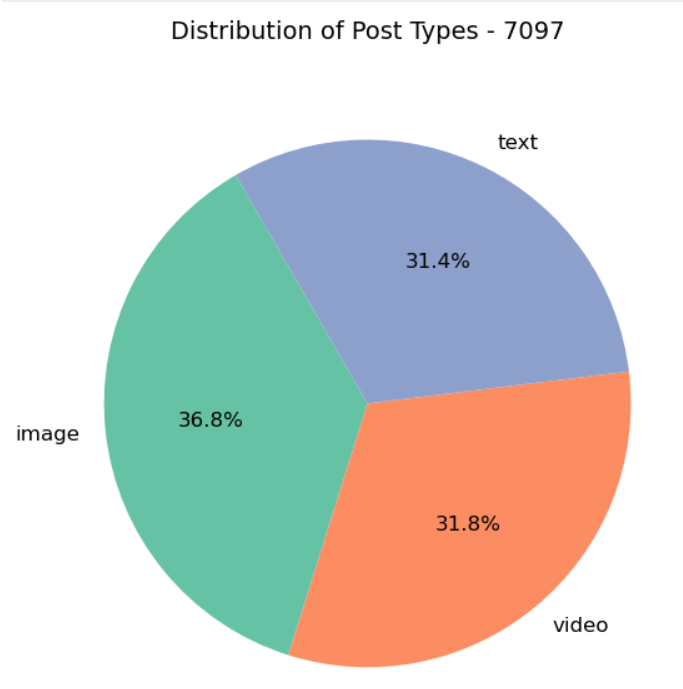 Distribution of Post Types - 7097
text
31.4%
36.8%
image
31.8%
video